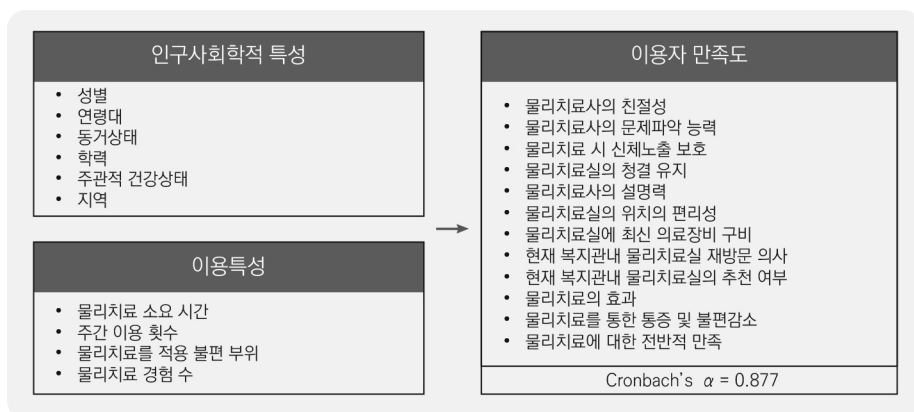 인구사회학적 특성
• 성별
• 연령대
• 동거상태
• 학력
• 주관적 건강상태
• 지역
이용특성
• 물리치료 소요 시간
• 주간 이용 횟수
• 물리치료를 적용 불편 부위
• 물리치료 경험 수
이용자 만족도
• 물리치료사의 친절성
• 물리치료사의 문제파악 능력
• 물리치료 시 신체노출 보호
• 물리치료실의 청결 유지
• 물리치료사의 설명력
• 물리치료실의 위치의 편리성
• 물리치료실에 최신 의료장비 구비
• 현재 복지관내 물리치료실 재방문 의사
• 현재 복지관내 물리치료실의 추천 여부
• 물리치료의 효과
• 물리치료를 통한 통증 및 불편감소
• 물리치료에 대한 전반적 만족
Cronbach's α = 0.877